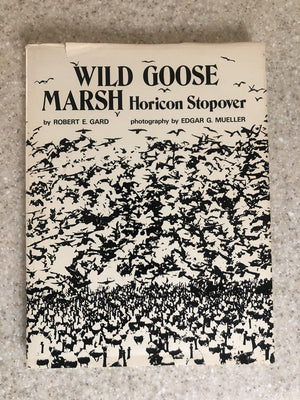 WILD GOOSE
MARSH Horicon Stopover
by ROBERT E. GARD photography by EDGAR G. MUELLER